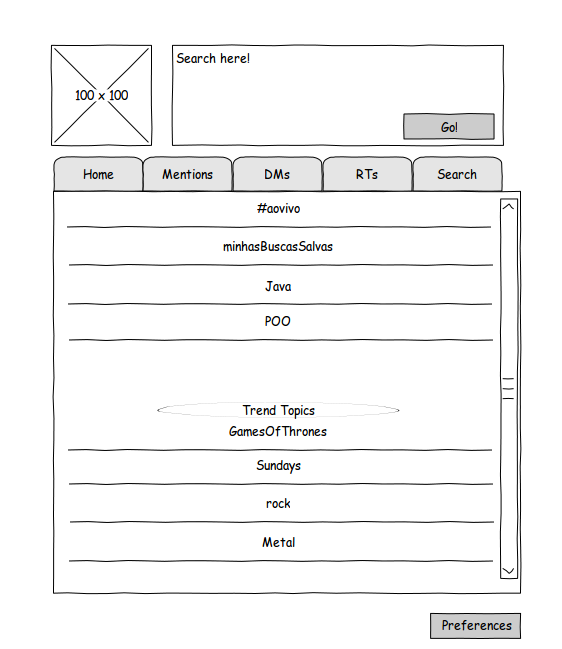 Search here!
100 x 100
Go!
Home
Mentions
DMs
RTs
Search
#aovivo
minhasBuscasSalvas
Java
POO
Trend Topics
GamesOfThrones
Sundays
rock
Metal
Preferences